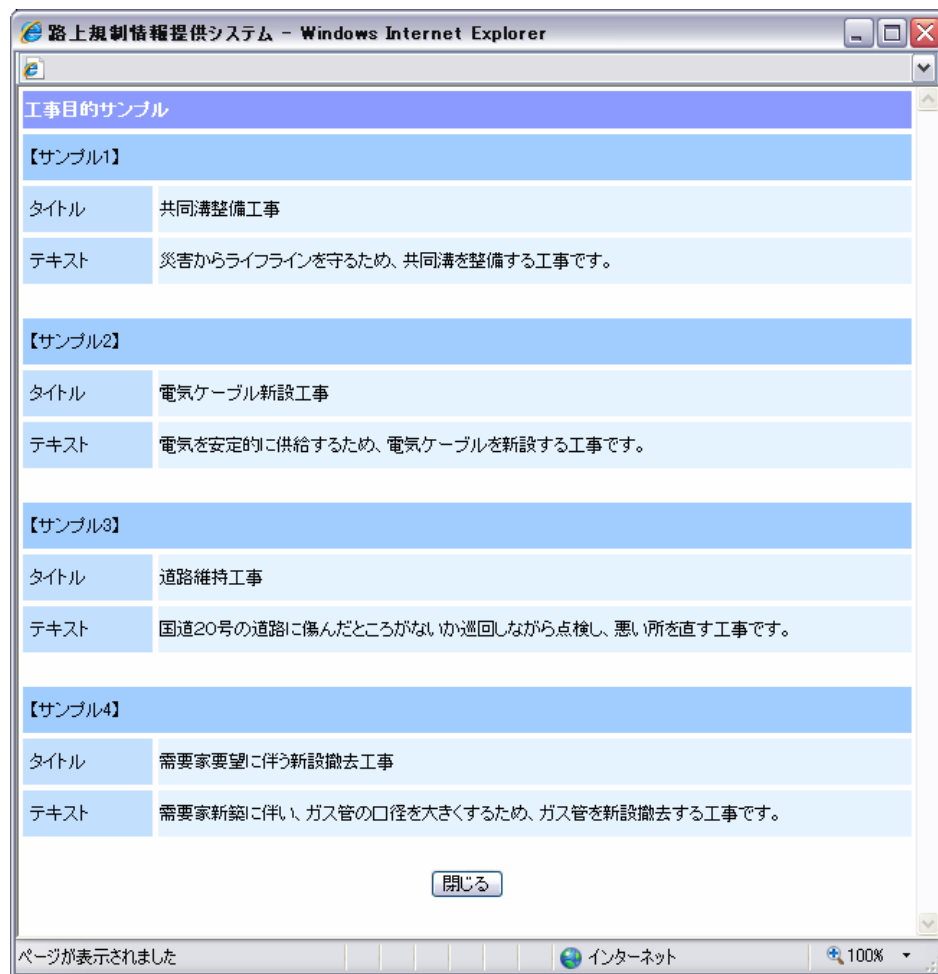 路上規制情報提供システム - Windows Internet Explorer
工事目的サンプル
【サンプル1】
タイトル 共同溝整備工事
テキスト 災害からライフラインを守るため、共同溝を整備する工事です。
【サンプル2】
タイトル 電気ケーブル新設工事
テキスト 電気を安定的に供給するため、電気ケーブルを新設する工事です。
【サンプル3】
タイトル 道路維持工事
テキスト 国道20号の道路に傷んだところがないか巡回しながら点検し、悪い所を直す工事です。
【サンプル4】
タイトル 需要家要望に伴う新設撤去工事
テキスト 需要家新築に伴い、ガス管の口径を大きくするため、ガス管を新設撤去する工事です。
閉じる
ページが表示されました インターネット 100%